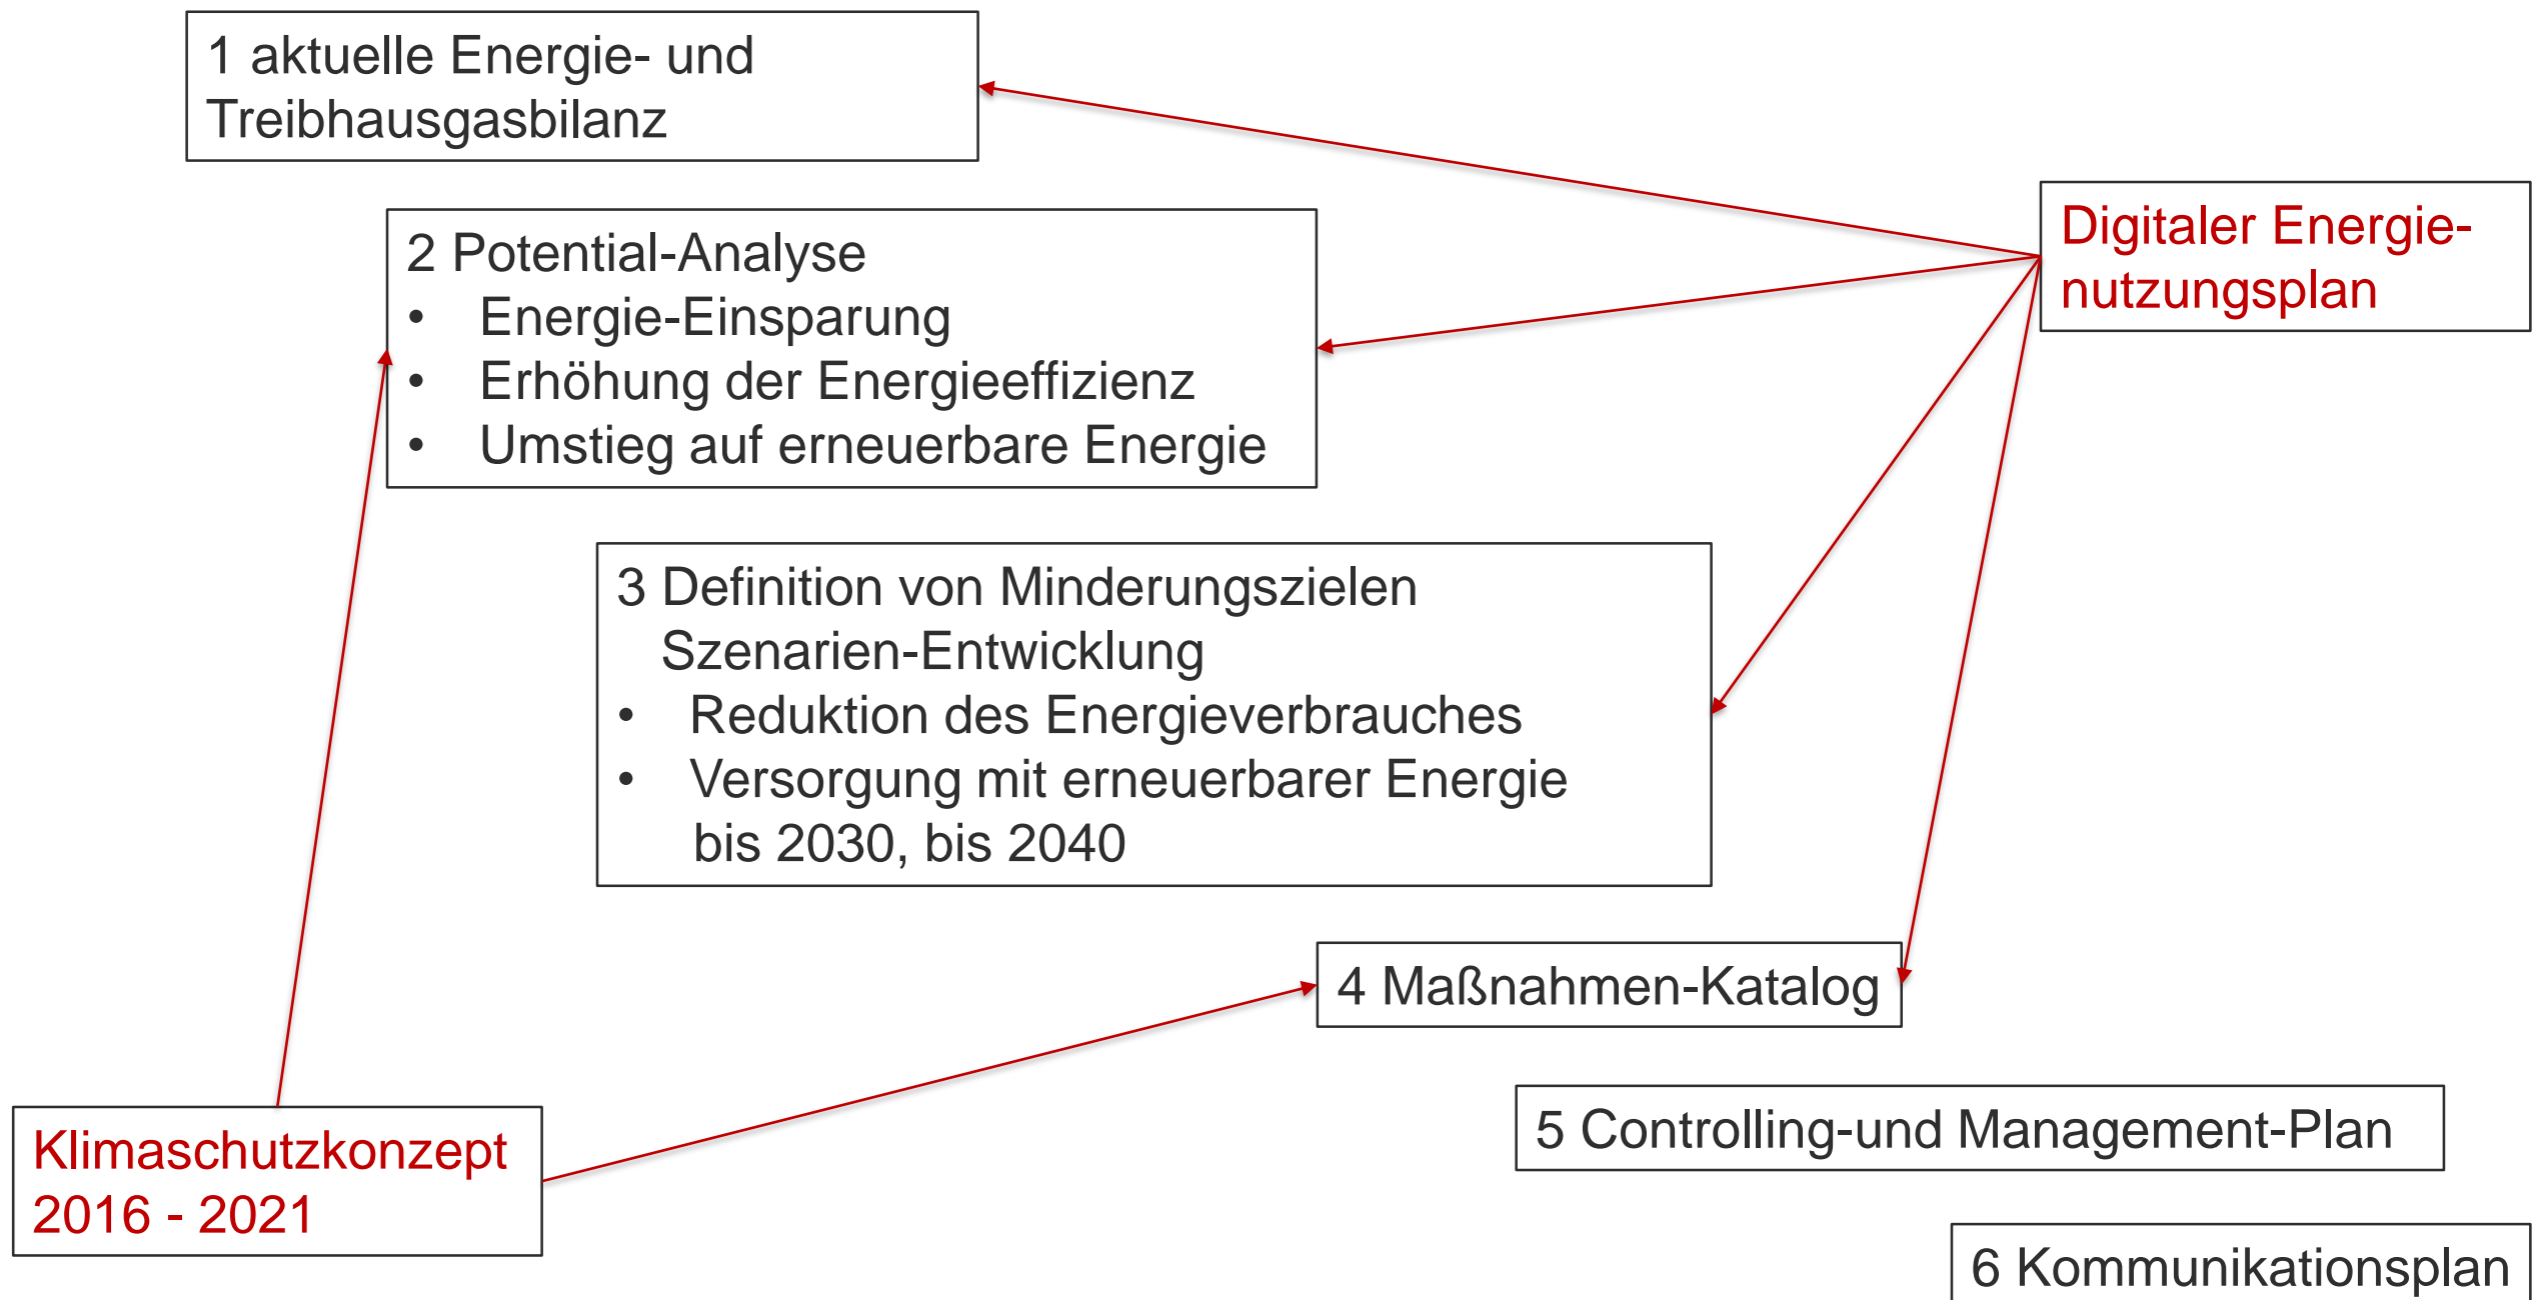 1 aktuelle Energie- und
Treibhausgasbilanz
Digitaler Energie-
nutzungsplan
2 Potential-Analyse
• Energie-Einsparung
• Erhöhung der Energieeffizienz
• Umstieg auf erneuerbare Energie
3 Definition von Minderungszielen
Szenarien-Entwicklung
• Reduktion des Energieverbrauches
• Versorgung mit erneuerbarer Energie
bis 2030, bis 2040
4 Maßnahmen-Katalog
Klimaschutzkonzept
2016 - 2021
5 Controlling-und Management-Plan
6 Kommunikationsplan